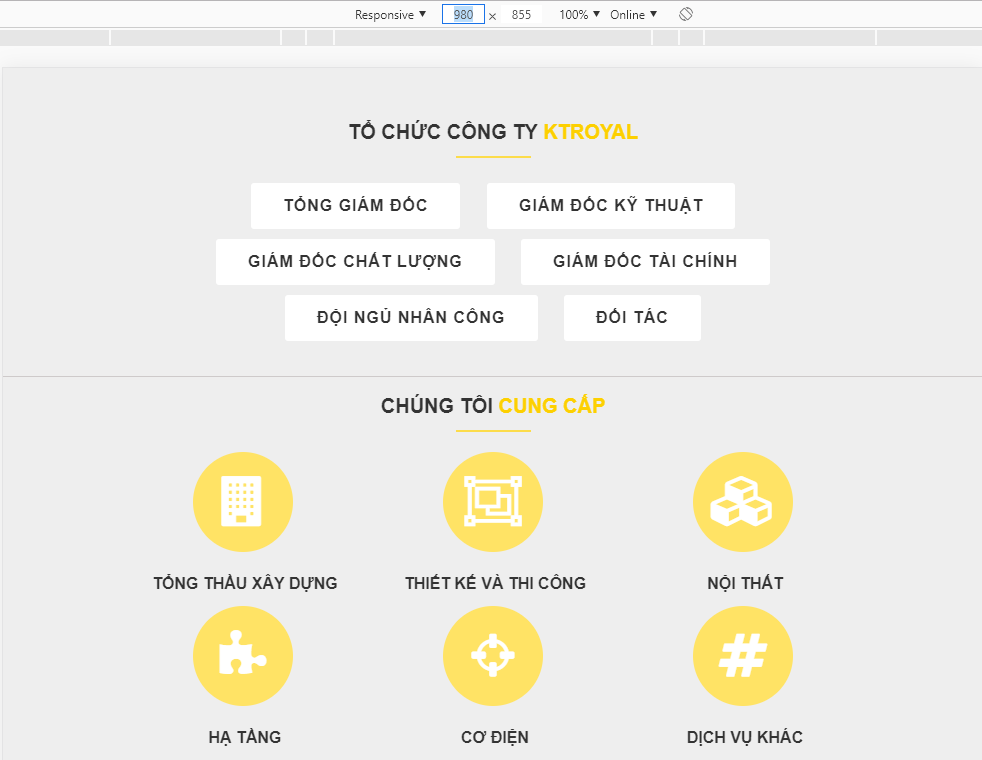 Responsive ▼ 980 × 855 100% ▼ Online ▼
TỔ CHỨC CÔNG TY KTROYAL
TỔNG GIÁM ĐỐC GIÁM ĐỐC KỸ THUẬT
GIÁM ĐỐC CHẤT LƯỢNG GIÁM ĐỐC TÀI CHÍNH
ĐỘI NGŨ NHÂN CÔNG ĐỐI TÁC
CHÚNG TÔI CUNG CẤP
TỔNG THẦU XÂY DỰNG THIẾT KẾ VÀ THI CÔNG NỘI THẤT
HẠ TẦNG CƠ ĐIỆN DỊCH VỤ KHÁC